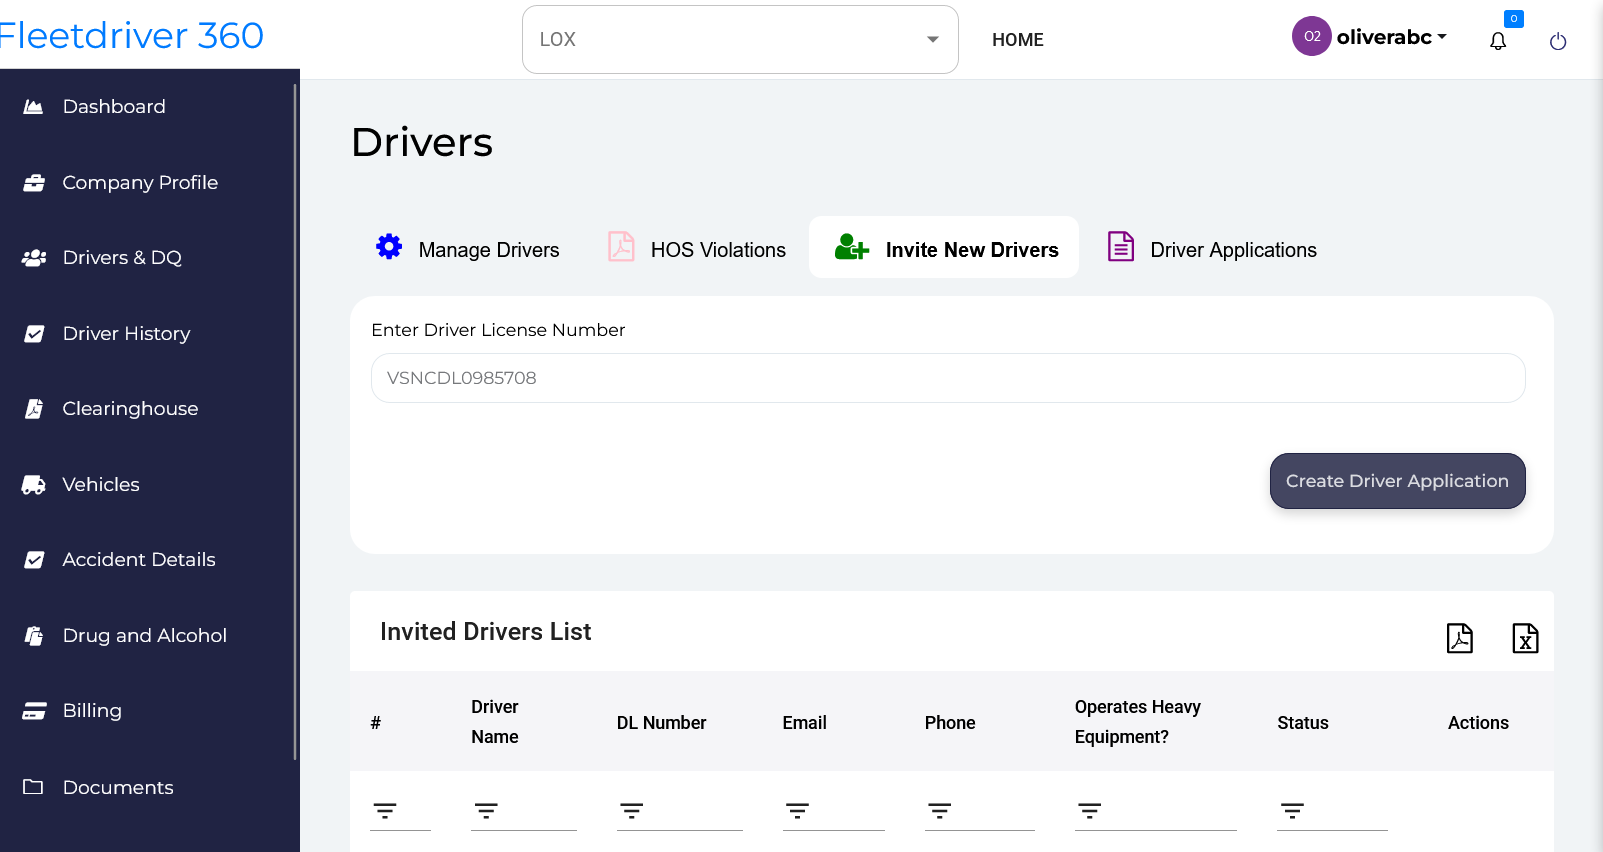 Fleetdriver 360
LOX
HOME
O2
oliverabc
0
Dashboard
Company Profile
Drivers & DQ
Driver History
Clearinghouse
Vehicles
Accident Details
Drug and Alcohol
Billing
Documents
Drivers
Manage Drivers
HOS Violations
Invite New Drivers
Driver Applications
Enter Driver License Number
VSNCDL0985708
Create Driver Application
Invited Drivers List
#
Driver Name
DL Number
Email
Phone
Operates Heavy Equipment?
Status
Actions